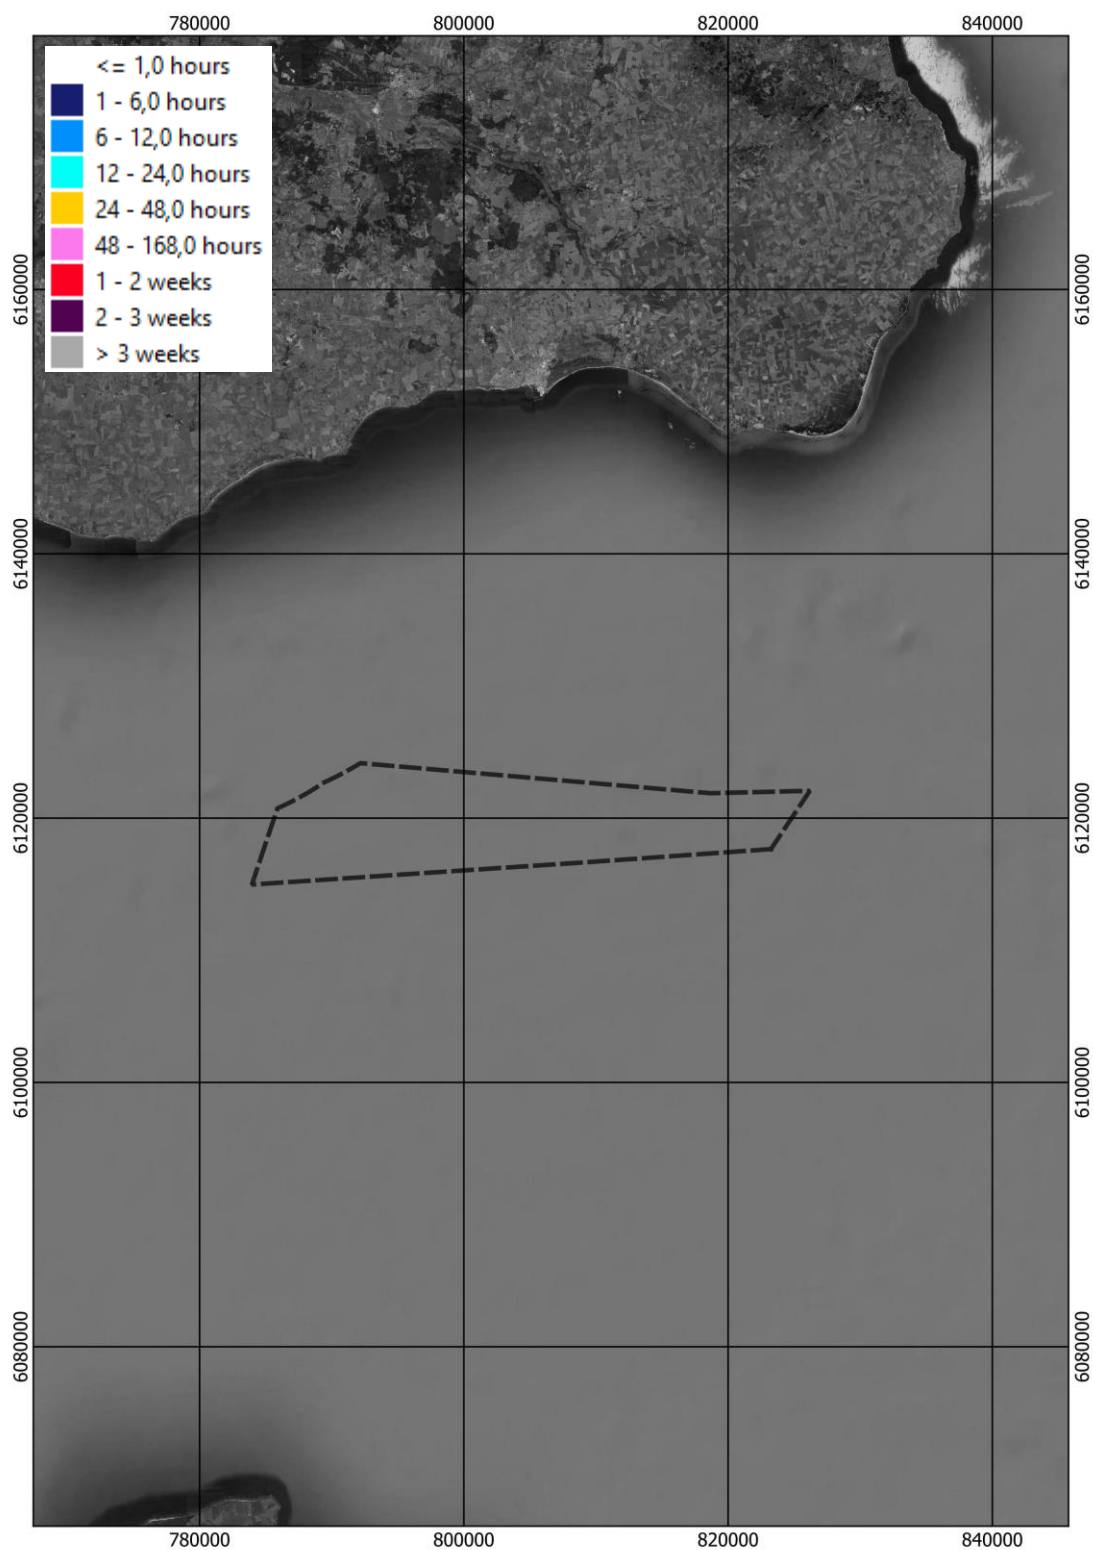 780000 800000 820000 840000
<= 1,0 hours
1 - 6,0 hours
6 - 12,0 hours
12 - 24,0 hours
24 - 48,0 hours
48 - 168,0 hours
1 - 2 weeks
2 - 3 weeks
> 3 weeks
6160000 6160000
6140000 6140000
6120000 6120000
6100000 6100000
6080000 6080000
780000 800000 820000 840000